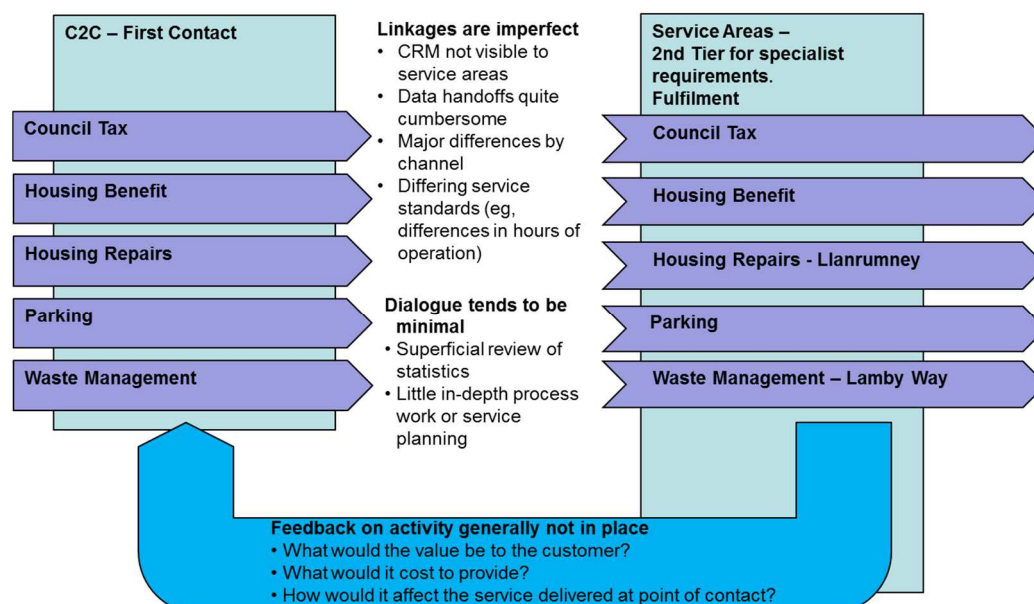 C2C – First Contact
Council Tax
Housing Benefit
Housing Repairs
Parking
Waste Management
Linkages are imperfect
• CRM not visible to
service areas
• Data handoffs quite
cumbersome
• Major differences by
channel
• Differing service
standards (eg,
differences in hours of
operation)
Dialogue tends to be
minimal
• Superficial review of
statistics
• Little in-depth process
work or service
planning
Service Areas –
2nd Tier for specialist
requirements.
Fulfilment
Council Tax
Housing Benefit
Housing Repairs - Llanrumney
Parking
Waste Management – Lamby Way
Feedback on activity generally not in place
• What would the value be to the customer?
• What would it cost to provide?
• How would it affect the service delivered at point of contact?